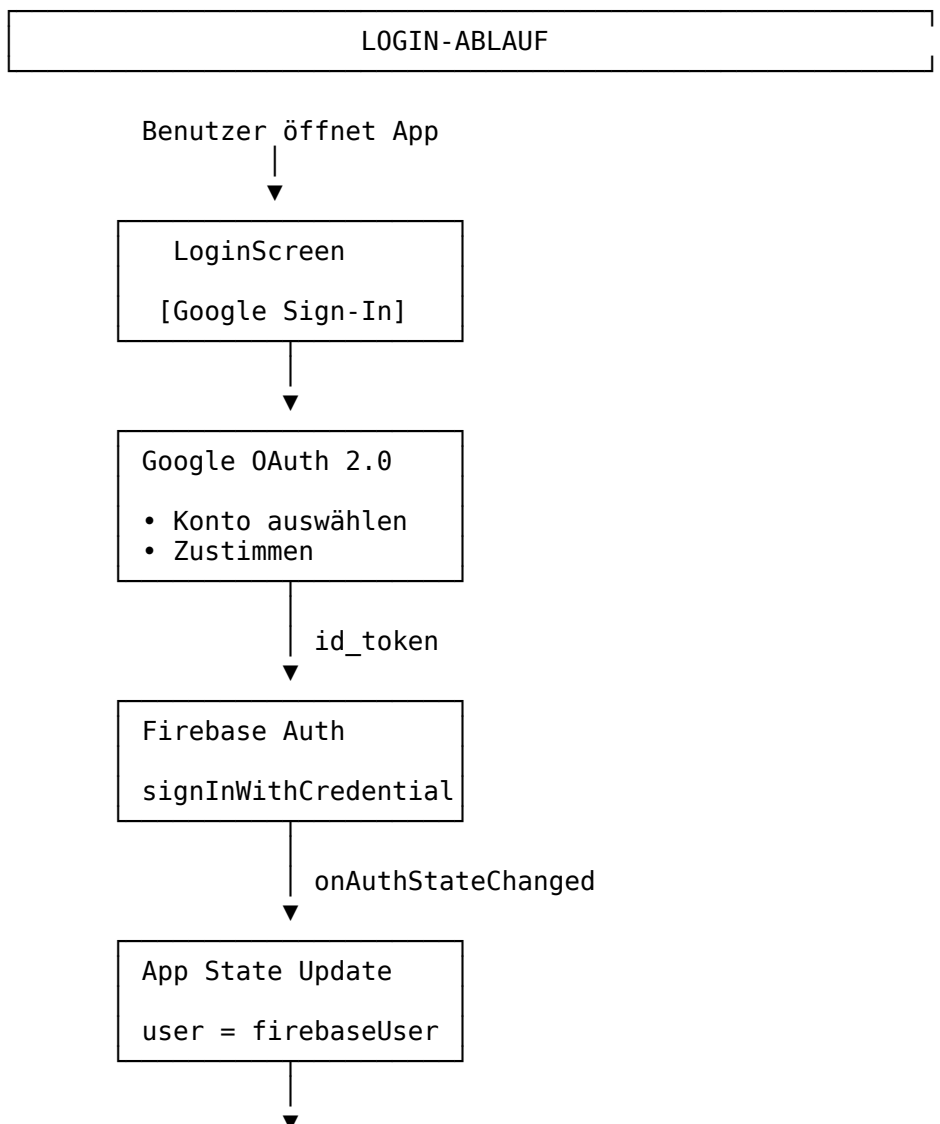 LOGIN-ABLAUF
Benutzer öffnet App
LoginScreen
[Google Sign-In]
Google OAuth 2.0
• Konto auswählen
• Zustimmen
id_token
Firebase Auth
signInWithCredential
onAuthStateChanged
App State Update
user = firebaseUser